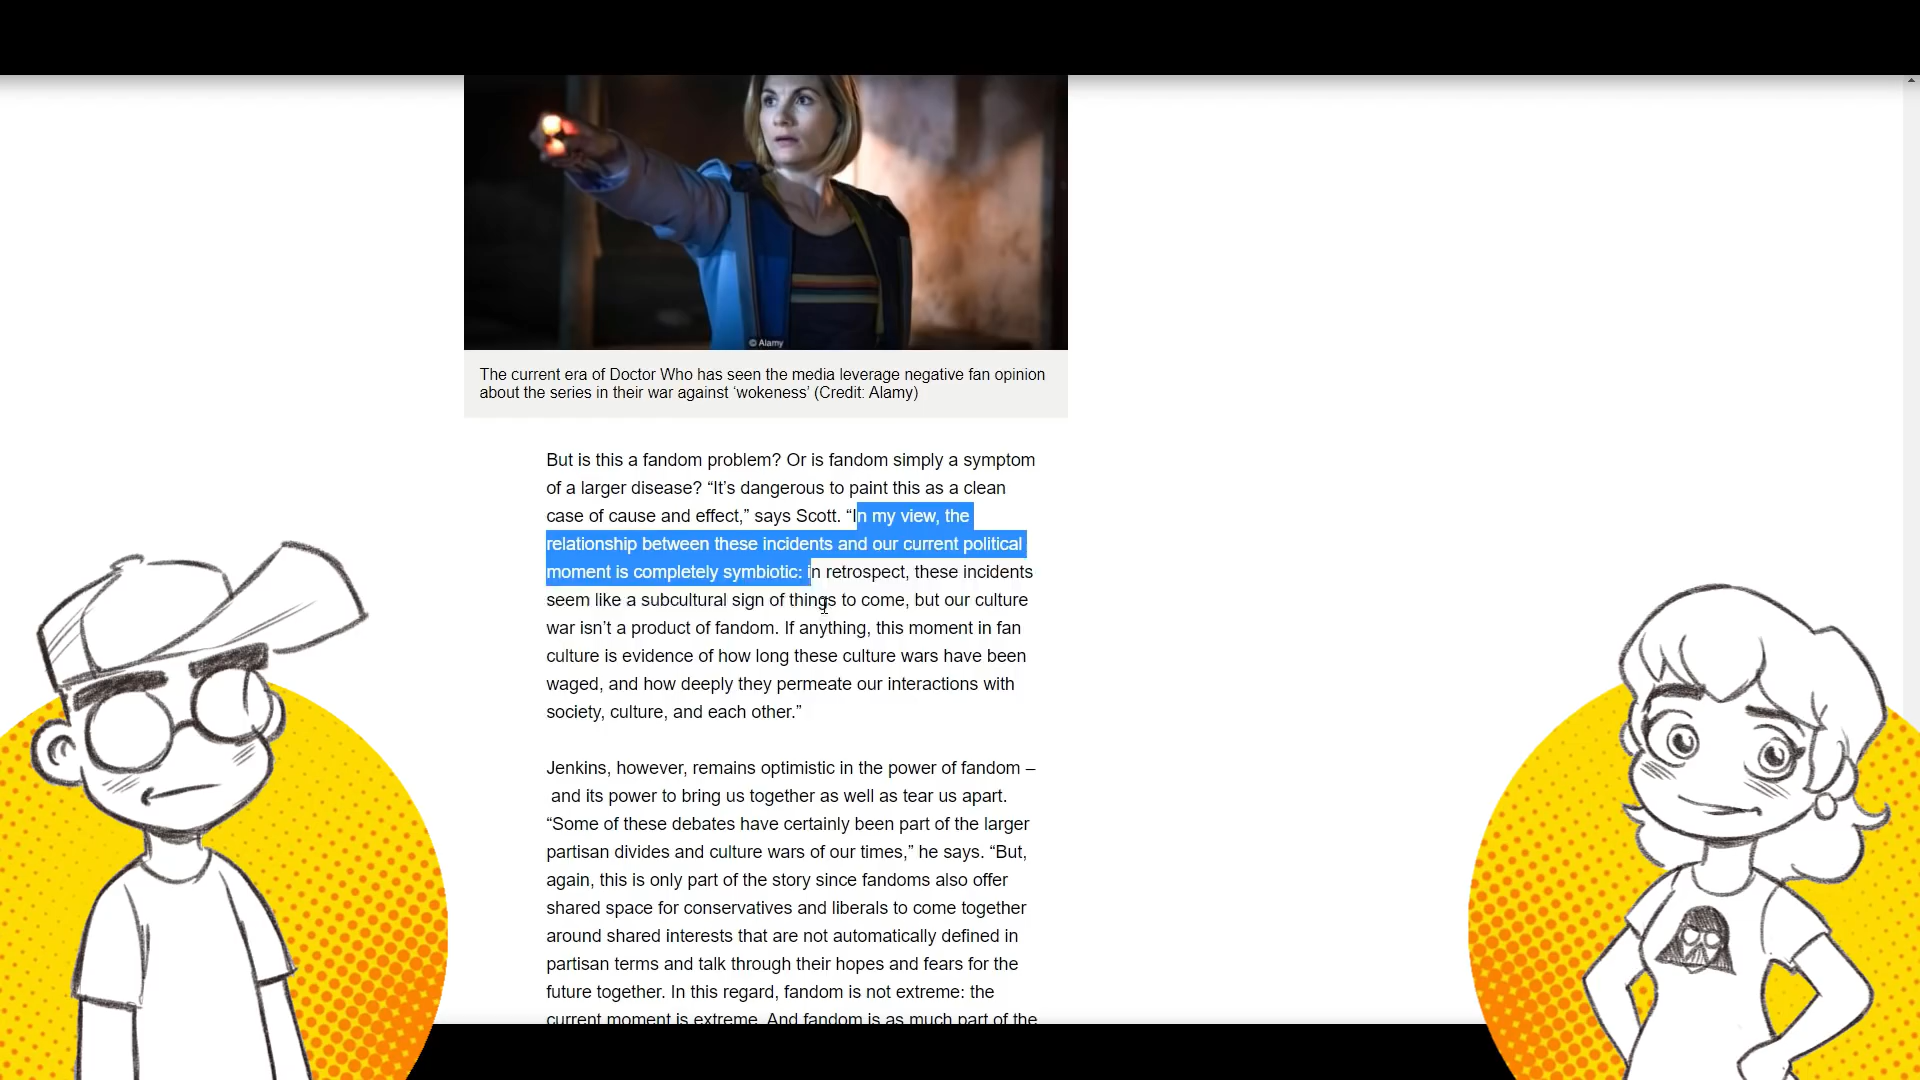 © Alamy
The current era of Doctor Who has seen the media leverage negative fan opinion
about the series in their war against ‘wokeness’ (Credit: Alamy)
But is this a fandom problem? Or is fandom simply a symptom
of a larger disease? “It’s dangerous to paint this as a clean
case of cause and effect,” says Scott. “In my view, the
relationship between these incidents and our current political
moment is completely symbiotic: in retrospect, these incidents
seem like a subcultural sign of things to come, but our culture
war isn’t a product of fandom. If anything, this moment in fan
culture is evidence of how long these culture wars have been
waged, and how deeply they permeate our interactions with
society, culture, and each other.”
Jenkins, however, remains optimistic in the power of fandom –
and its power to bring us together as well as tear us apart.
“Some of these debates have certainly been part of the larger
partisan divides and culture wars of our times,” he says. “But,
again, this is only part of the story since fandoms also offer
shared space for conservatives and liberals to come together
around shared interests that are not automatically defined in
partisan terms and talk through their hopes and fears for the
future together. In this regard, fandom is not extreme: the
current moment is extreme. And fandom is as much part of the